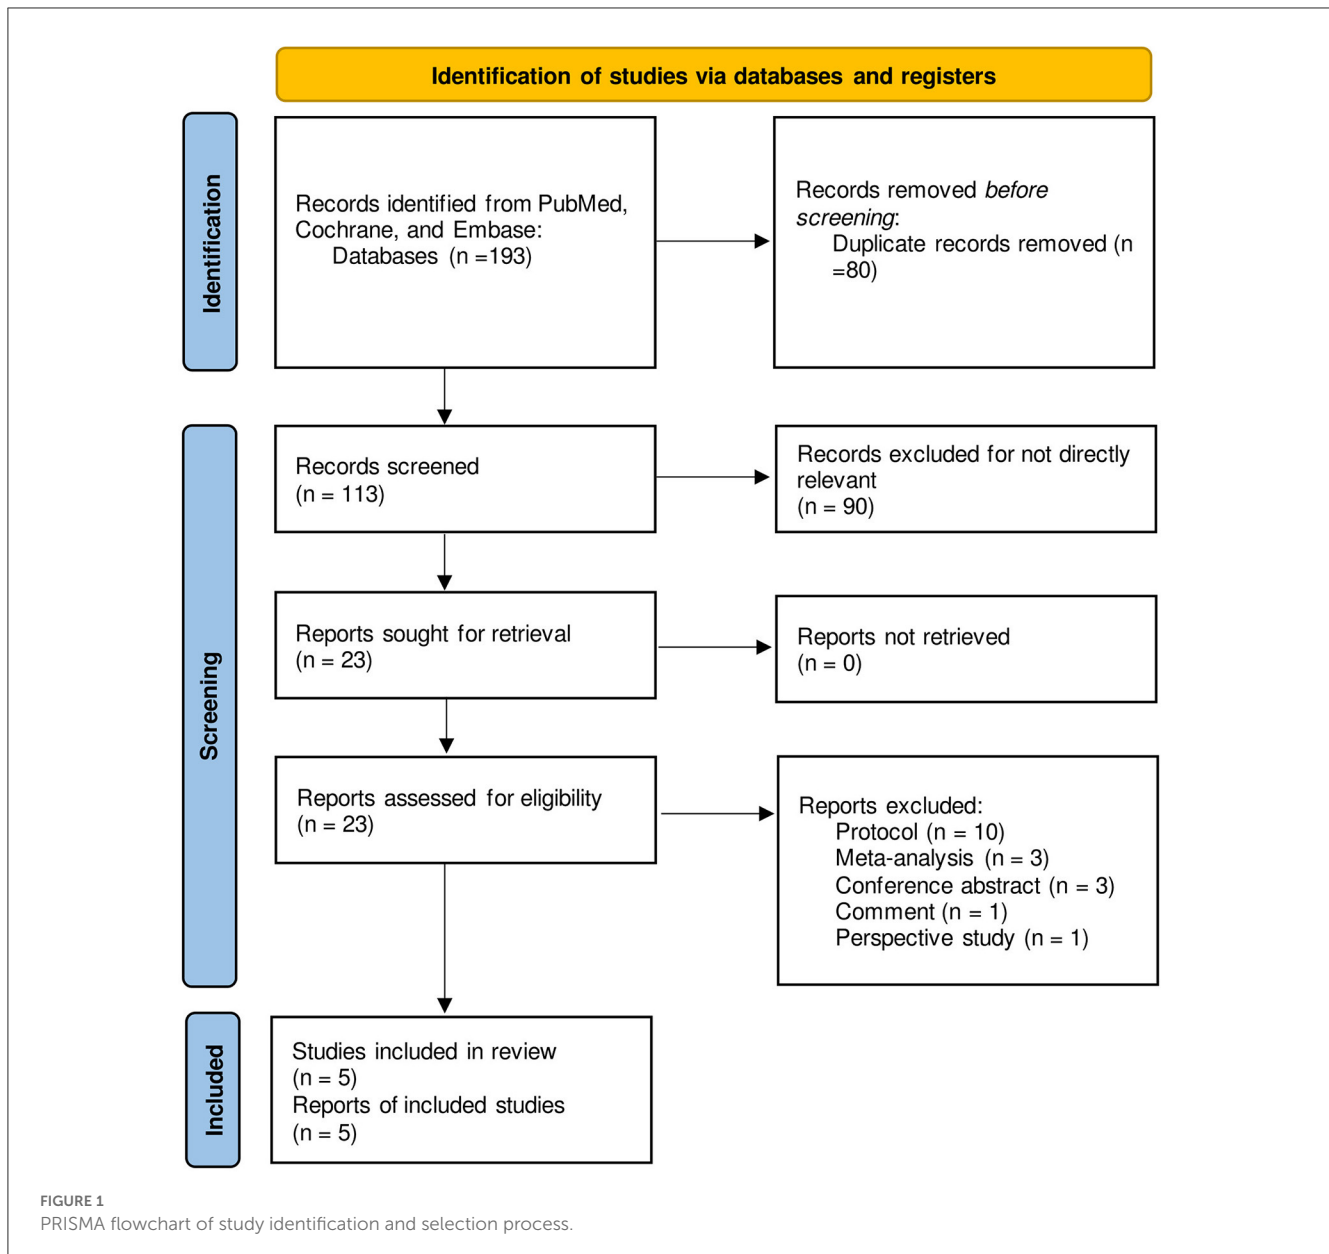 Identification of studies via databases and registers
Identification
Records identified from PubMed,
Cochrane, and Embase:
Databases (n =193)
Records removed before
screening:
Duplicate records removed (n
=80)
Screening
Records screened
(n = 113)
Records excluded for not directly
relevant
(n = 90)
Reports sought for retrieval
(n = 23)
Reports not retrieved
(n = 0)
Reports assessed for eligibility
(n = 23)
Reports excluded:
Protocol (n = 10)
Meta-analysis (n = 3)
Conference abstract (n = 3)
Comment (n = 1)
Perspective study (n = 1)
Included
Studies included in review
(n = 5)
Reports of included studies
(n = 5)
FIGURE 1
PRISMA flowchart of study identification and selection process.